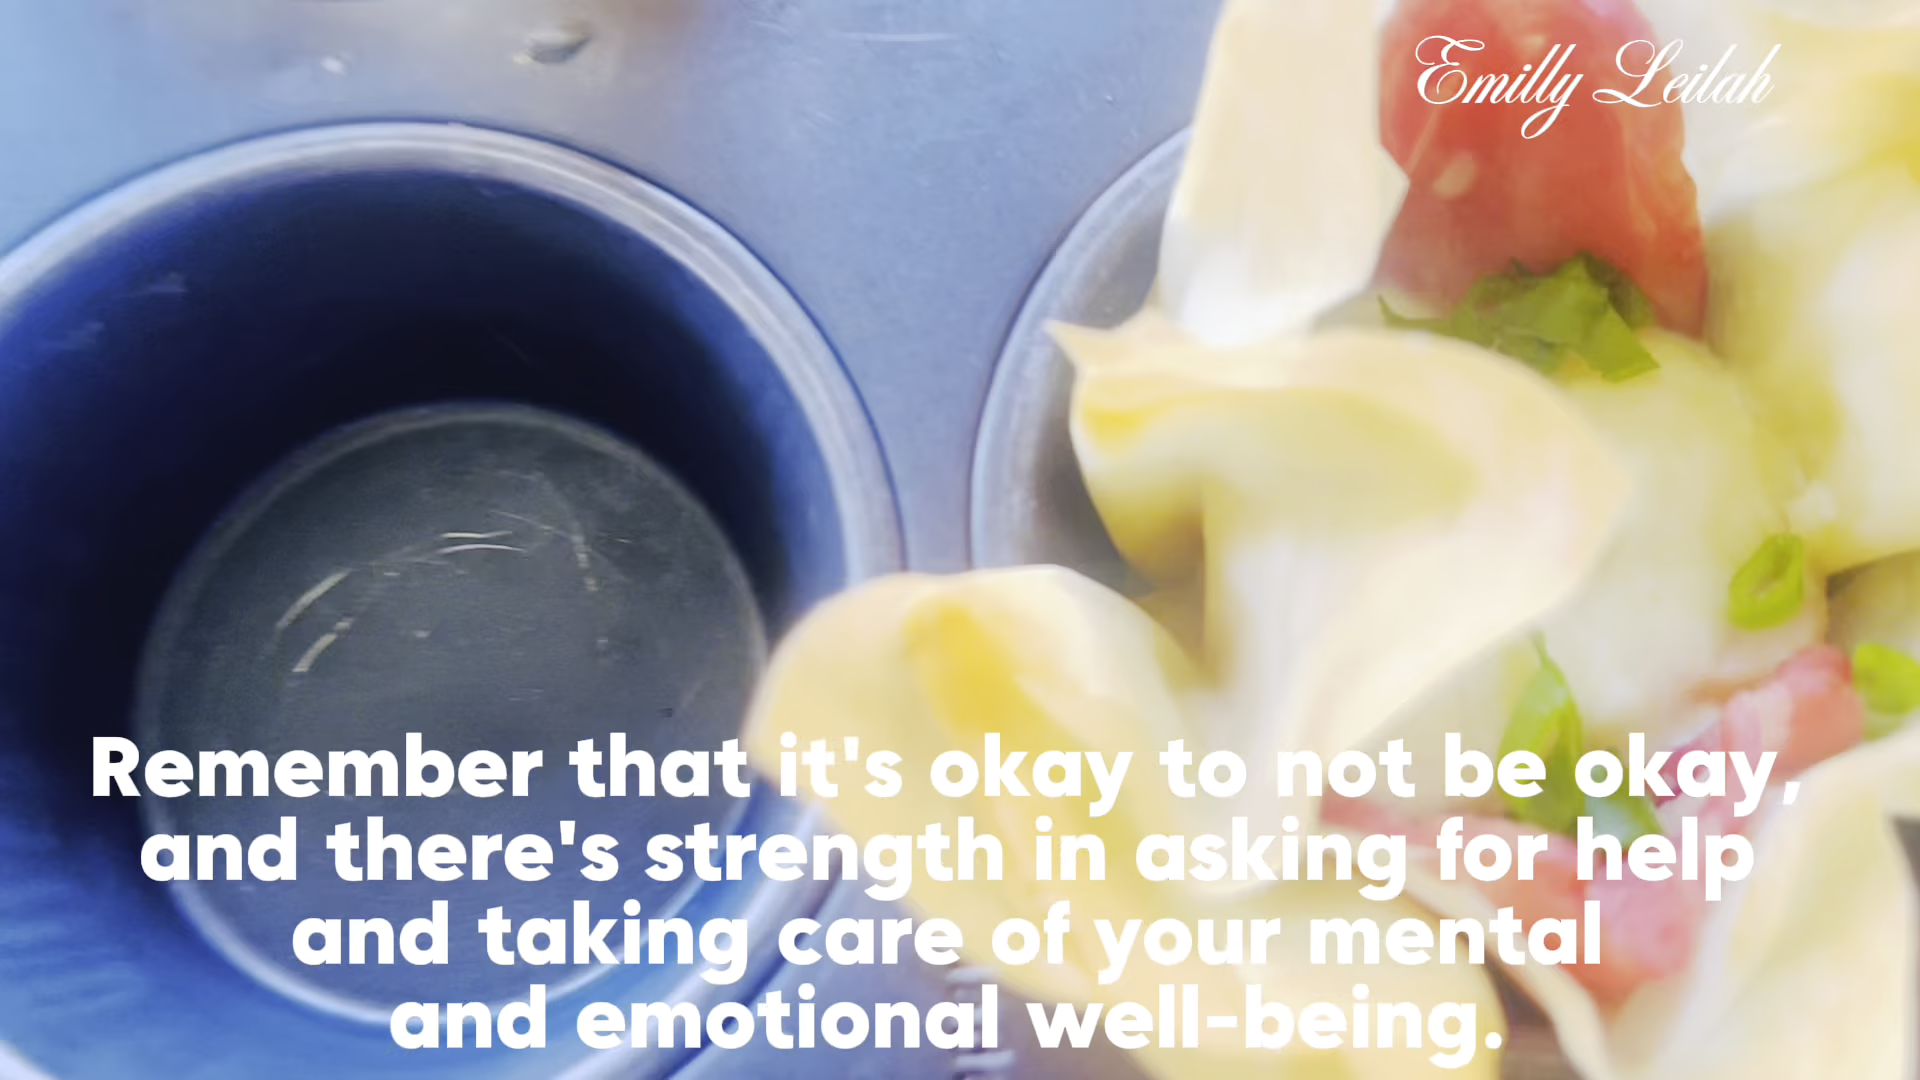 Emilly Leilah
Remember that it's okay to not be okay,
and there's strength in asking for help
and taking care of your mental
and emotional well-being.